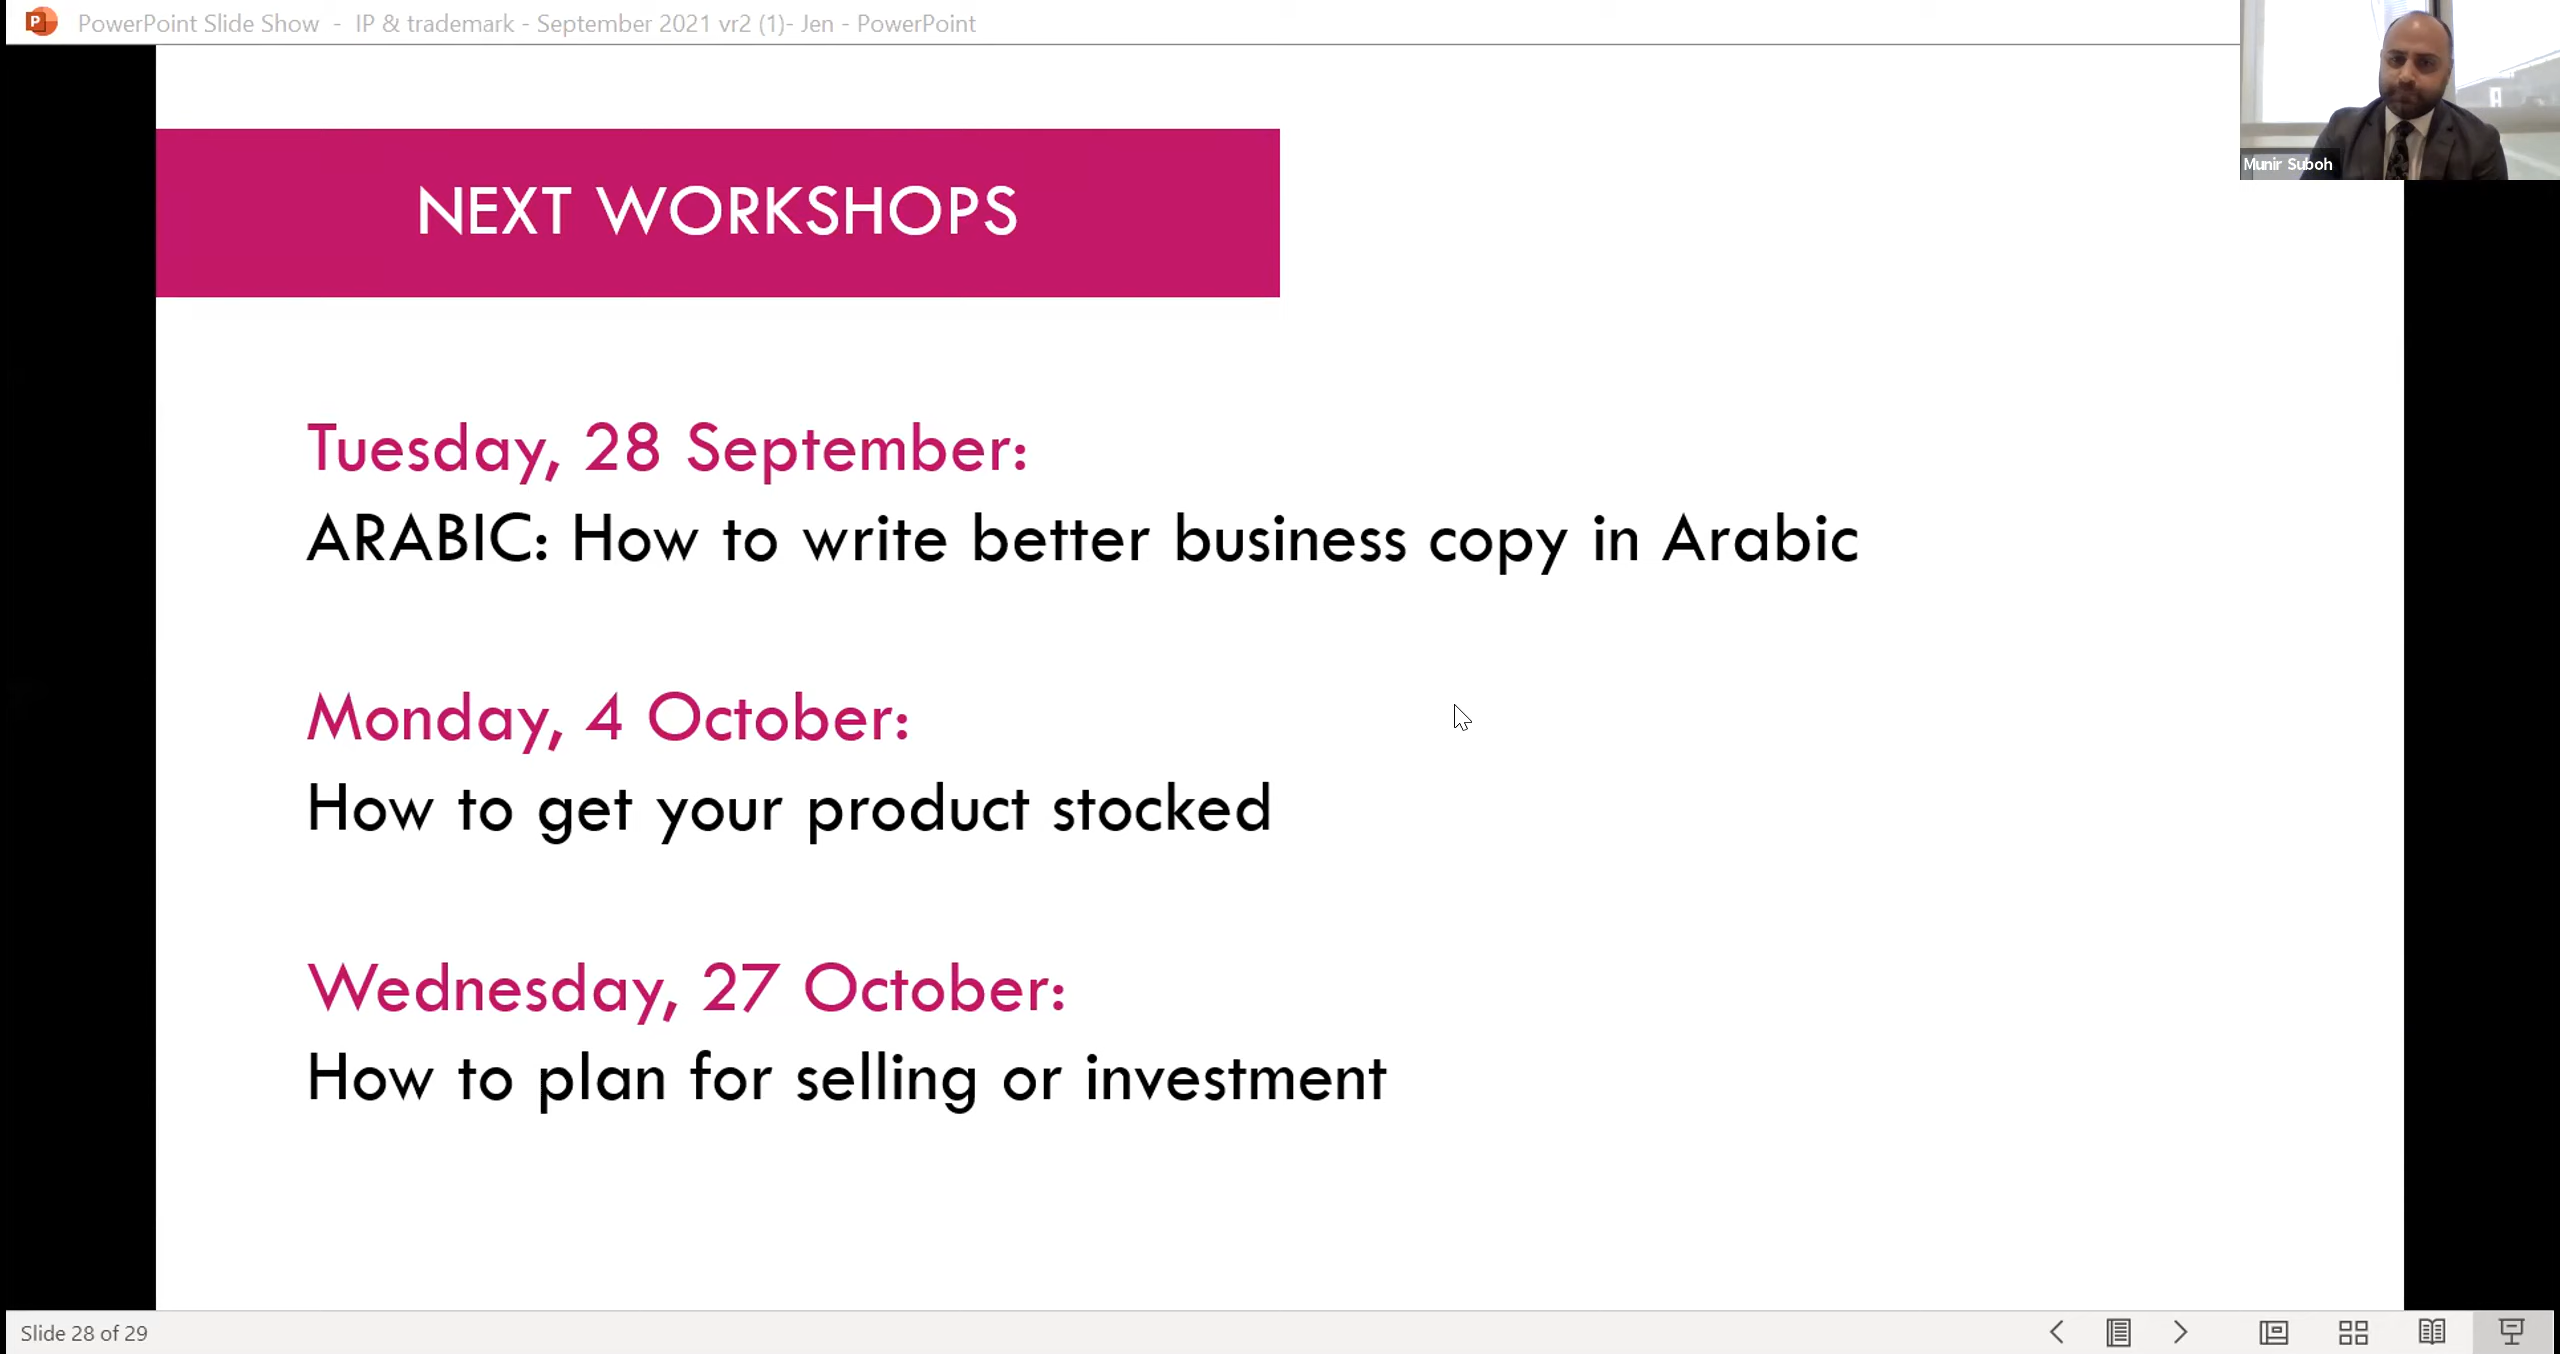 PowerPoint Slide Show - IP & trademark - September 2021 vr2 (1)- Jen - PowerPoint
Munir Suboh
NEXT WORKSHOPS
Tuesday, 28 September:
ARABIC: How to write better business copy in Arabic
Monday, 4 October:
How to get your product stocked
Wednesday, 27 October:
How to plan for selling or investment
Slide 28 of 29